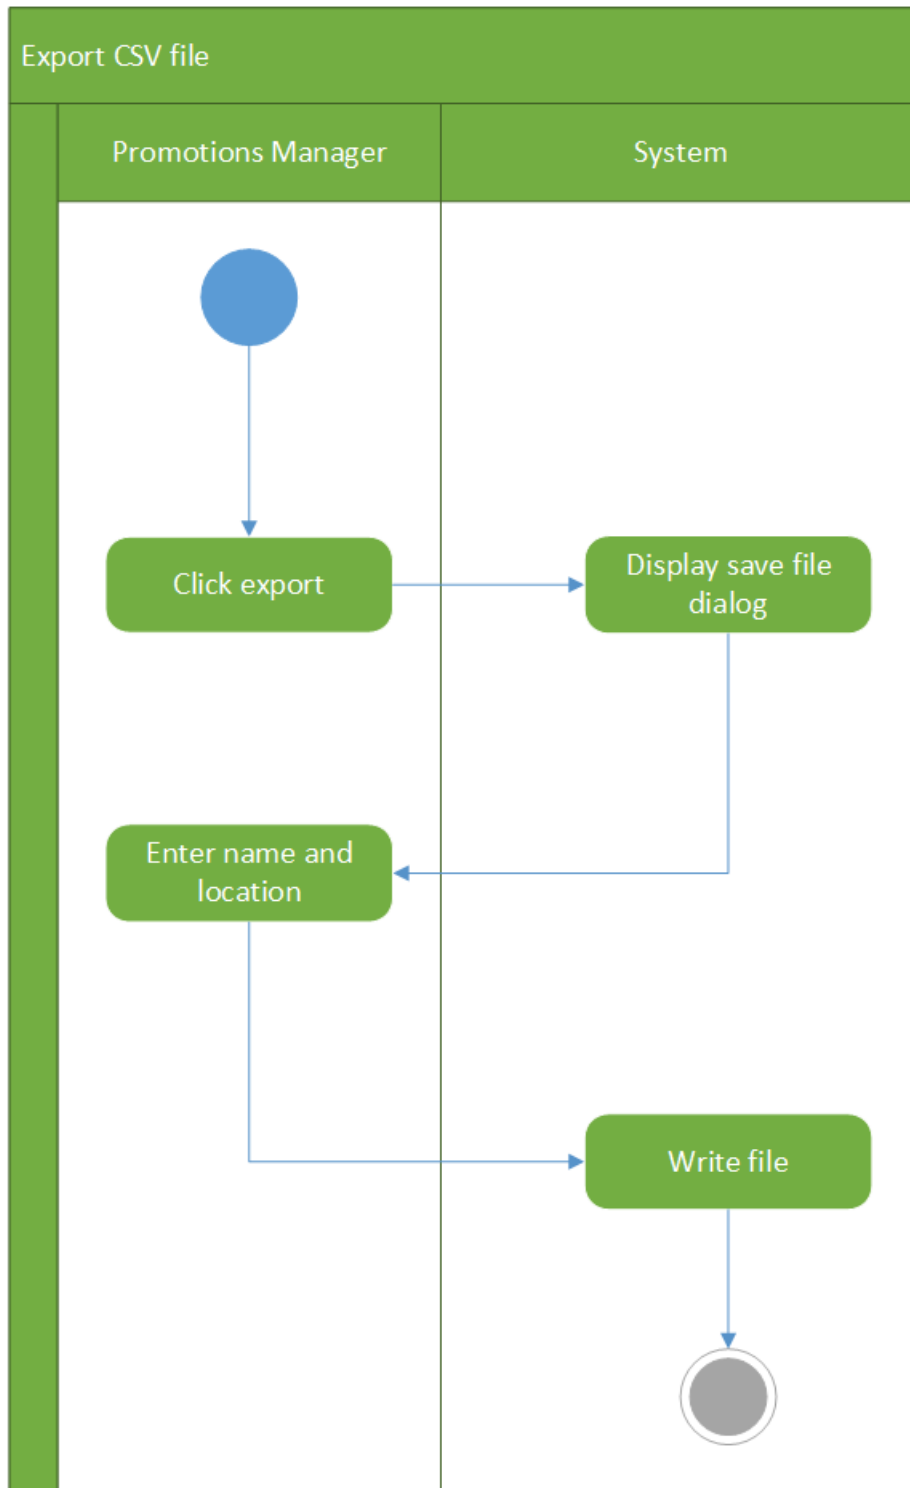 Export CSV file
Promotions Manager
System
Click export
Display save file
dialog
Enter name and
location
Write file